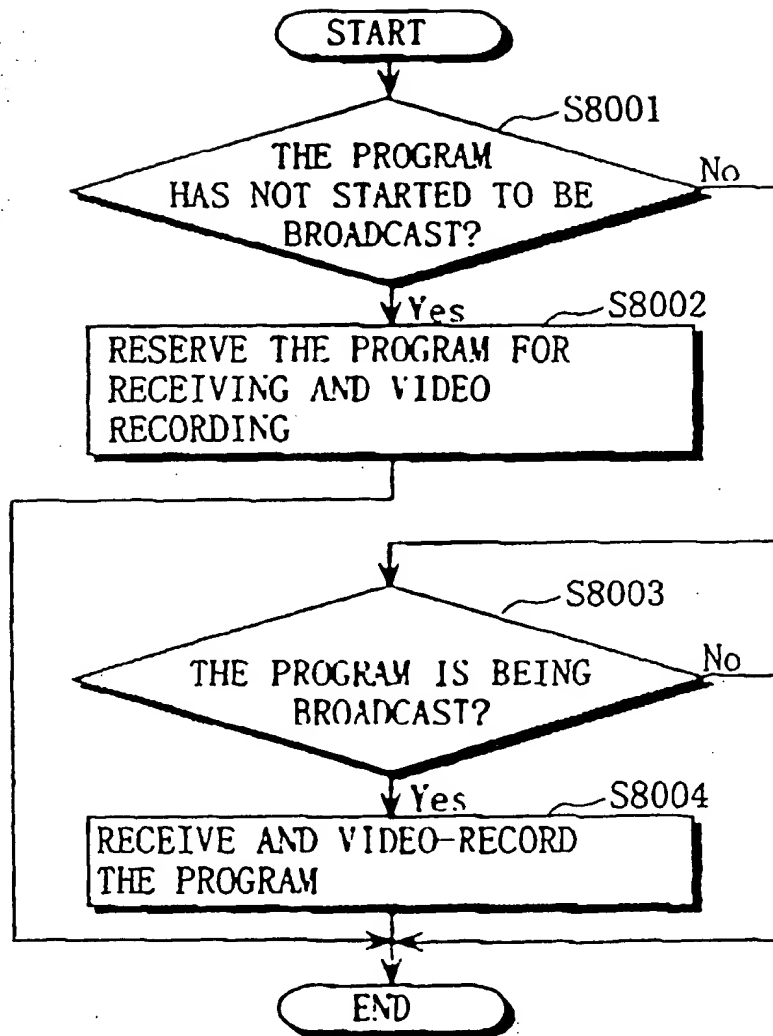 START
S8001
THE PROGRAM
HAS NOT STARTED TO BE
BROADCAST?
No
Yes
S8002
RESERVE THE PROGRAM FOR
RECEIVING AND VIDEO
RECORDING
S8003
THE PROGRAM IS BEING
BROADCAST?
No
Yes
S8004
RECEIVE AND VIDEO-RECORD
THE PROGRAM
END